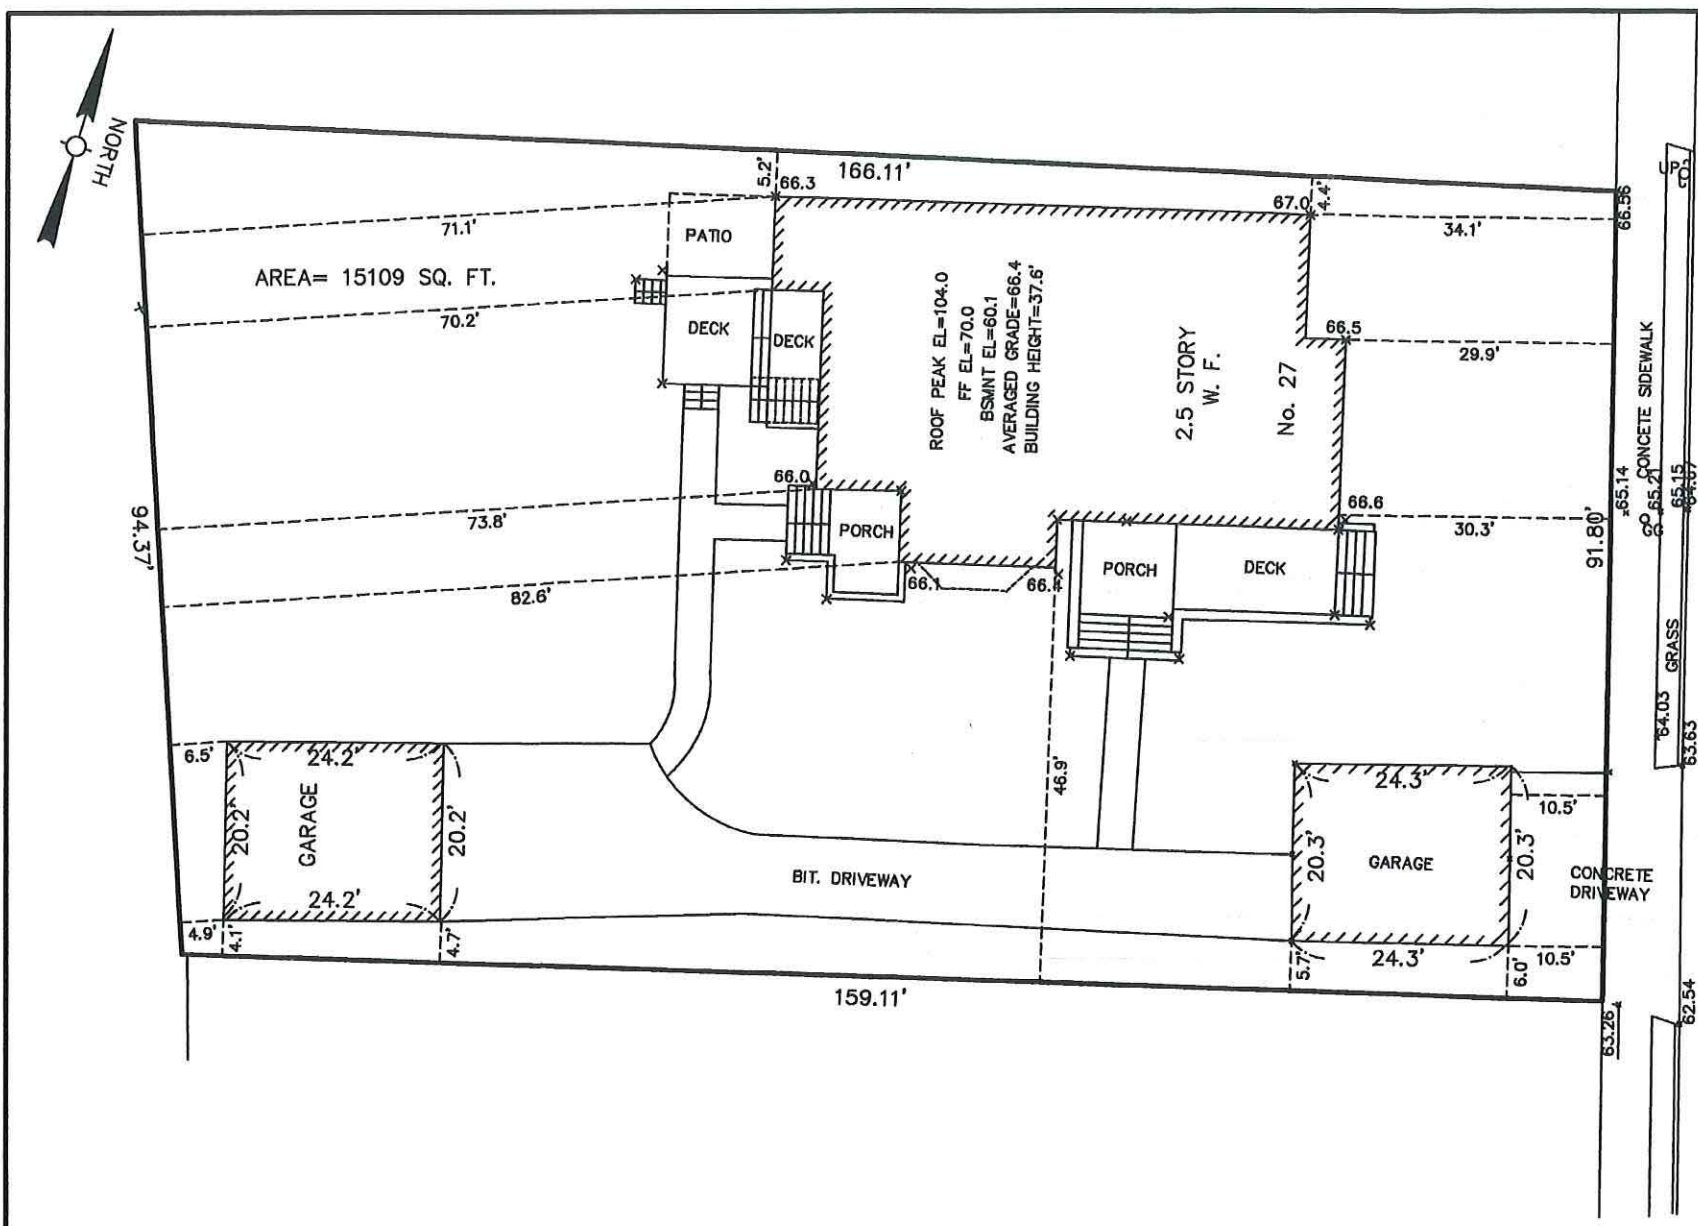 NORTH
166.11'
5.2'
66.3
67.0
4.4'
UP
66.56
71.1'
PATIO
34.1'
AREA= 15109 SQ. FT.
70.2'
DECK
DECK
ROOF PEAK EL=104.0
FF EL=70.0
BSMNT EL=60.1
AVERAGED GRADE=66.4
BUILDING HEIGHT=37.6'
2.5 STORY
W. F.
No. 27
66.5
29.9'
CONCETE SIDEWALK
94.37'
73.8'
66.0
PORCH
66.6
30.3'
91.80'
65.14
65.21
65.15
GG
82.6'
66.1
66.4
PORCH
DECK
GRASS
64.03
63.63
6.5'
24.2'
20.2'
GARAGE
20.2'
24.2'
4.9'
4.1'
4.7'
46.9'
BIT. DRIVEWAY
24.3'
10.5'
20.3'
GARAGE
20.3'
CONCRETE
DRIVEWAY
5.7'
24.3'
6.0'
10.5'
159.11'
63.26
62.54